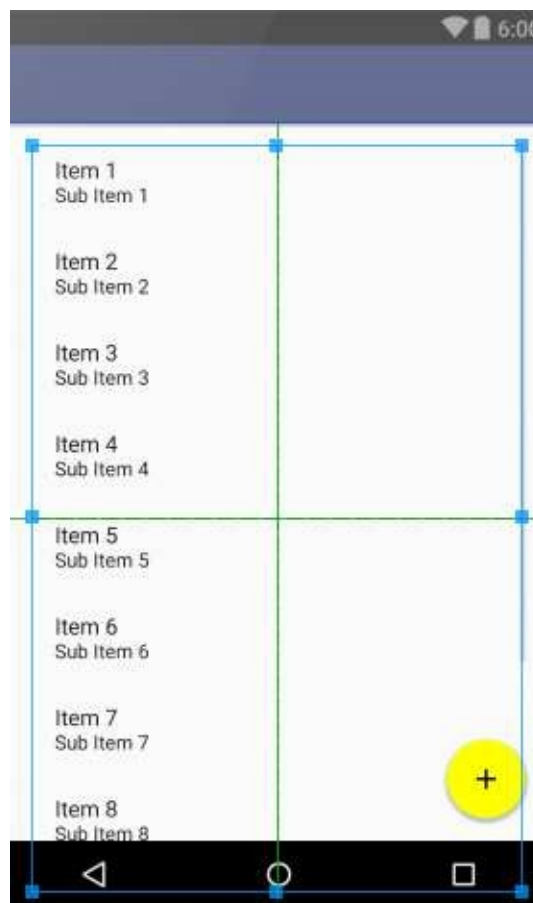 6:00
Item 1
Sub Item 1
Item 2
Sub Item 2
Item 3
Sub Item 3
Item 4
Sub Item 4
Item 5
Sub Item 5
Item 6
Sub Item 6
Item 7
Sub Item 7
Item 8
Sub Item 8
+